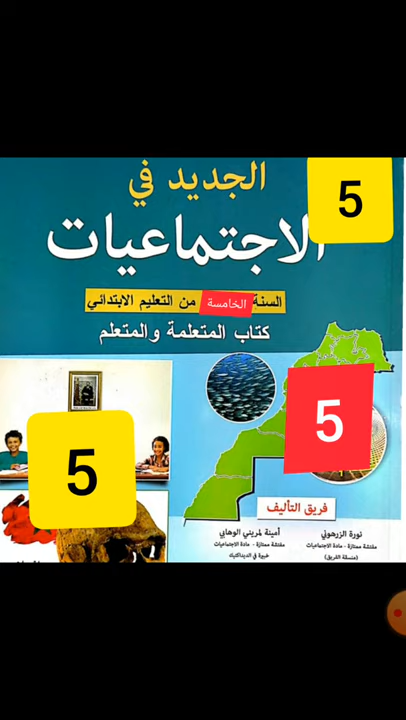 الجديد في
5
الاجتماعيات
السنة الخامسة من التعليم الابتدائي
كتاب المتعلمة والمتعلم
5
5
فريق التأليف
نورة الزرهوني
مفتشة ممتازة - مادة الاجتماعيات
(منسقة الفريق)
أمينة لمريني الوهابي
مفتشة ممتازة - مادة الاجتماعيات
خبيرة في الديداكتيك